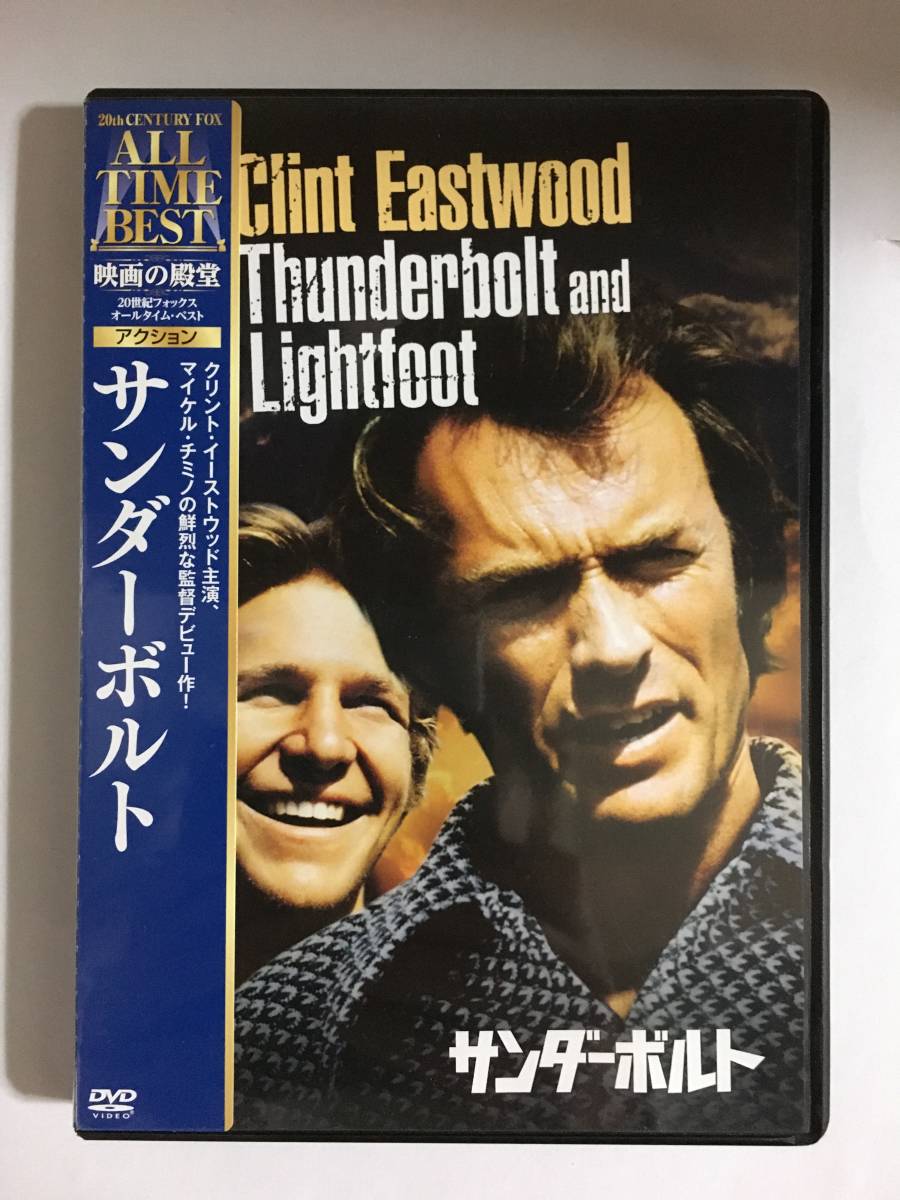 20th CENTURY FOX
ALL
TIME
BEST
映画の殿堂
20世紀フォックス
オールタイム・ベスト
アクション
クリント・イーストウッド主演、
マイケル・チミノの鮮烈な監督デビュー作!
サンダーボルト
DVD
VIDEO
Clint Eastwood
Thunderbolt and
Lightfoot
サンダーボルト